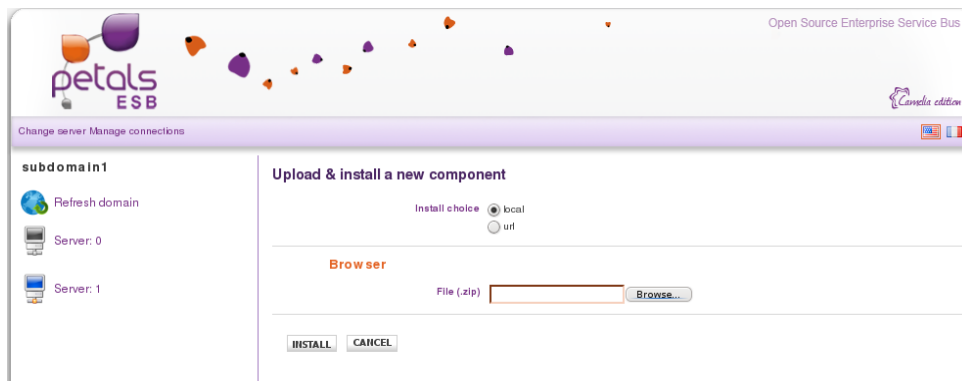 Open Source Enterprise Service Bus
petals
ESB
Camelia edition
Change server Manage connections
subdomain1
Refresh domain
Server: 0
Server: 1
Upload & install a new component
Install choice
local
url
Browser
File (.zip)
Browse...
INSTALL
CANCEL